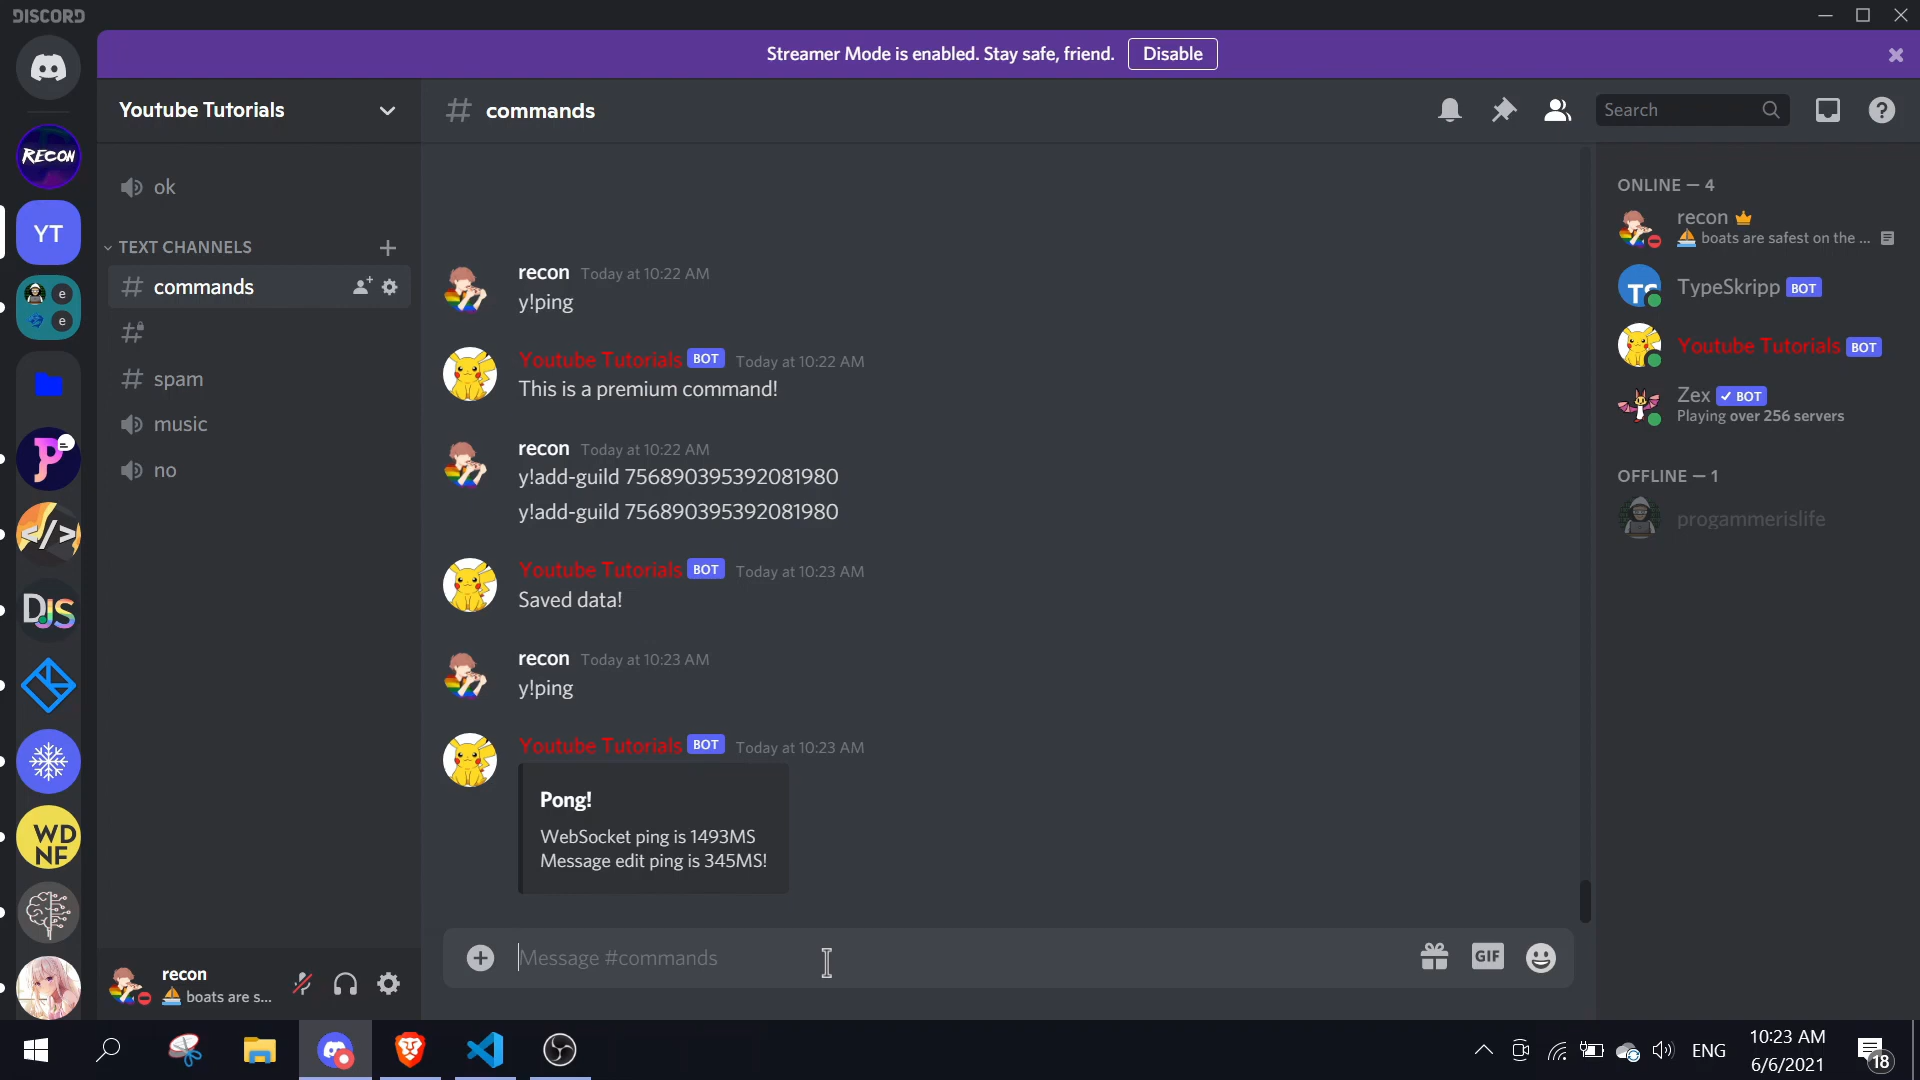 DISCORD
Streamer Mode is enabled. Stay safe, friend.
Disable
Youtube Tutorials
commands
Search
RECON
YT
e
e
DJS
WD
NF
ok
TEXT CHANNELS
commands
spam
music
no
recon Today at 10:22 AM
y!ping
Youtube Tutorials BOT Today at 10:22 AM
This is a premium command!
recon Today at 10:22 AM
y!add-guild 756890395392081980
y!add-guild 756890395392081980
Youtube Tutorials BOT Today at 10:23 AM
Saved data!
recon Today at 10:23 AM
y!ping
Youtube Tutorials BOT Today at 10:23 AM
Pong!
WebSocket ping is 1493MS
Message edit ping is 345MS!
Message #commands
GIF
ONLINE — 4
recon
boats are safest on the ...
TS
TypeSkripp BOT
Youtube Tutorials BOT
Zex ✓ BOT
Playing over 256 servers
OFFLINE — 1
progammerislife
recon
boats are s...
ENG
10:23 AM
6/6/2021
18